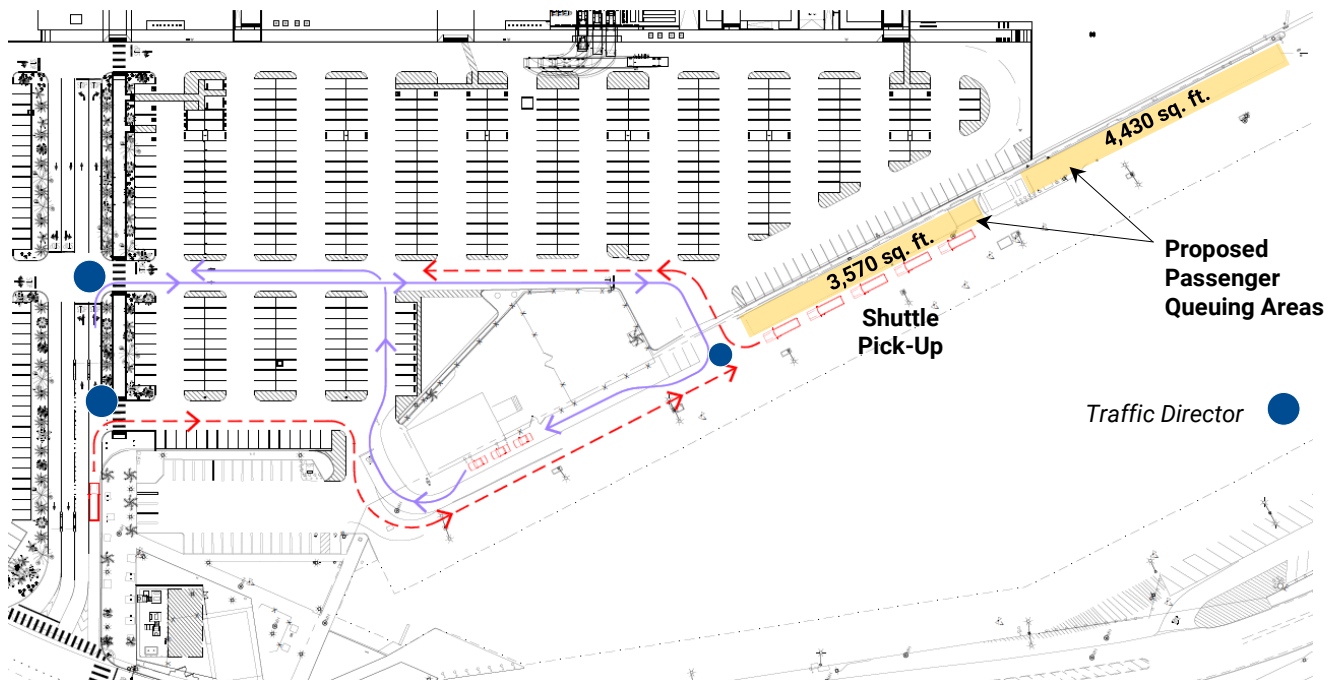 4,430 sq. ft.
3,570 sq. ft.
Proposed
Passenger
Queuing Areas
Shuttle
Pick-Up
Traffic Director